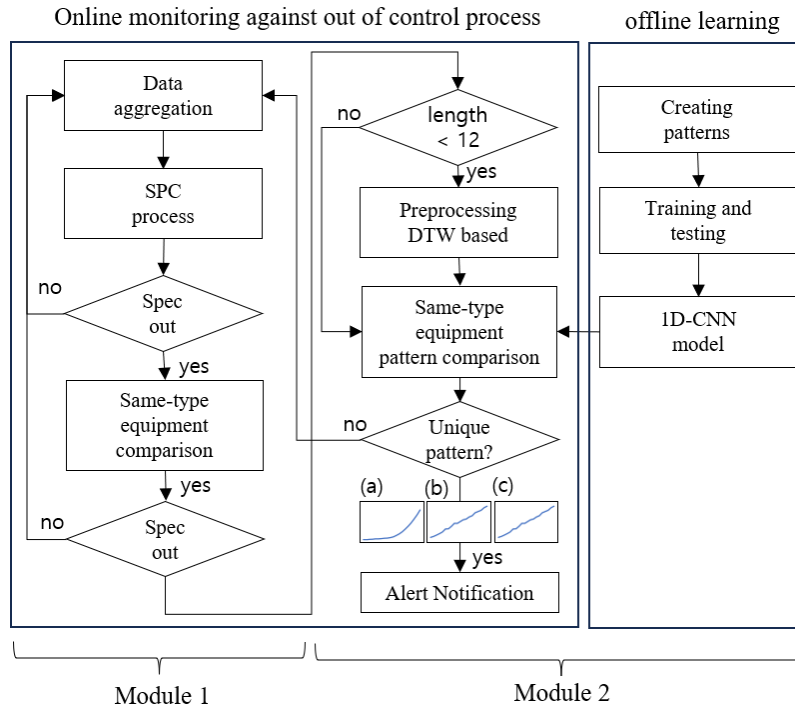 Online monitoring against out of control process
offline learning
Data
aggregation
SPC
process
no
Spec
out
yes
Same-type
equipment
comparison
yes
no
Spec
out
no
length
< 12
yes
Preprocessing
DTW based
Same-type
equipment
pattern comparison
no
Unique
pattern?
(a)
(b)
(c)
yes
Alert Notification
Creating
patterns
Training and
testing
1D-CNN
model
Module 1
Module 2